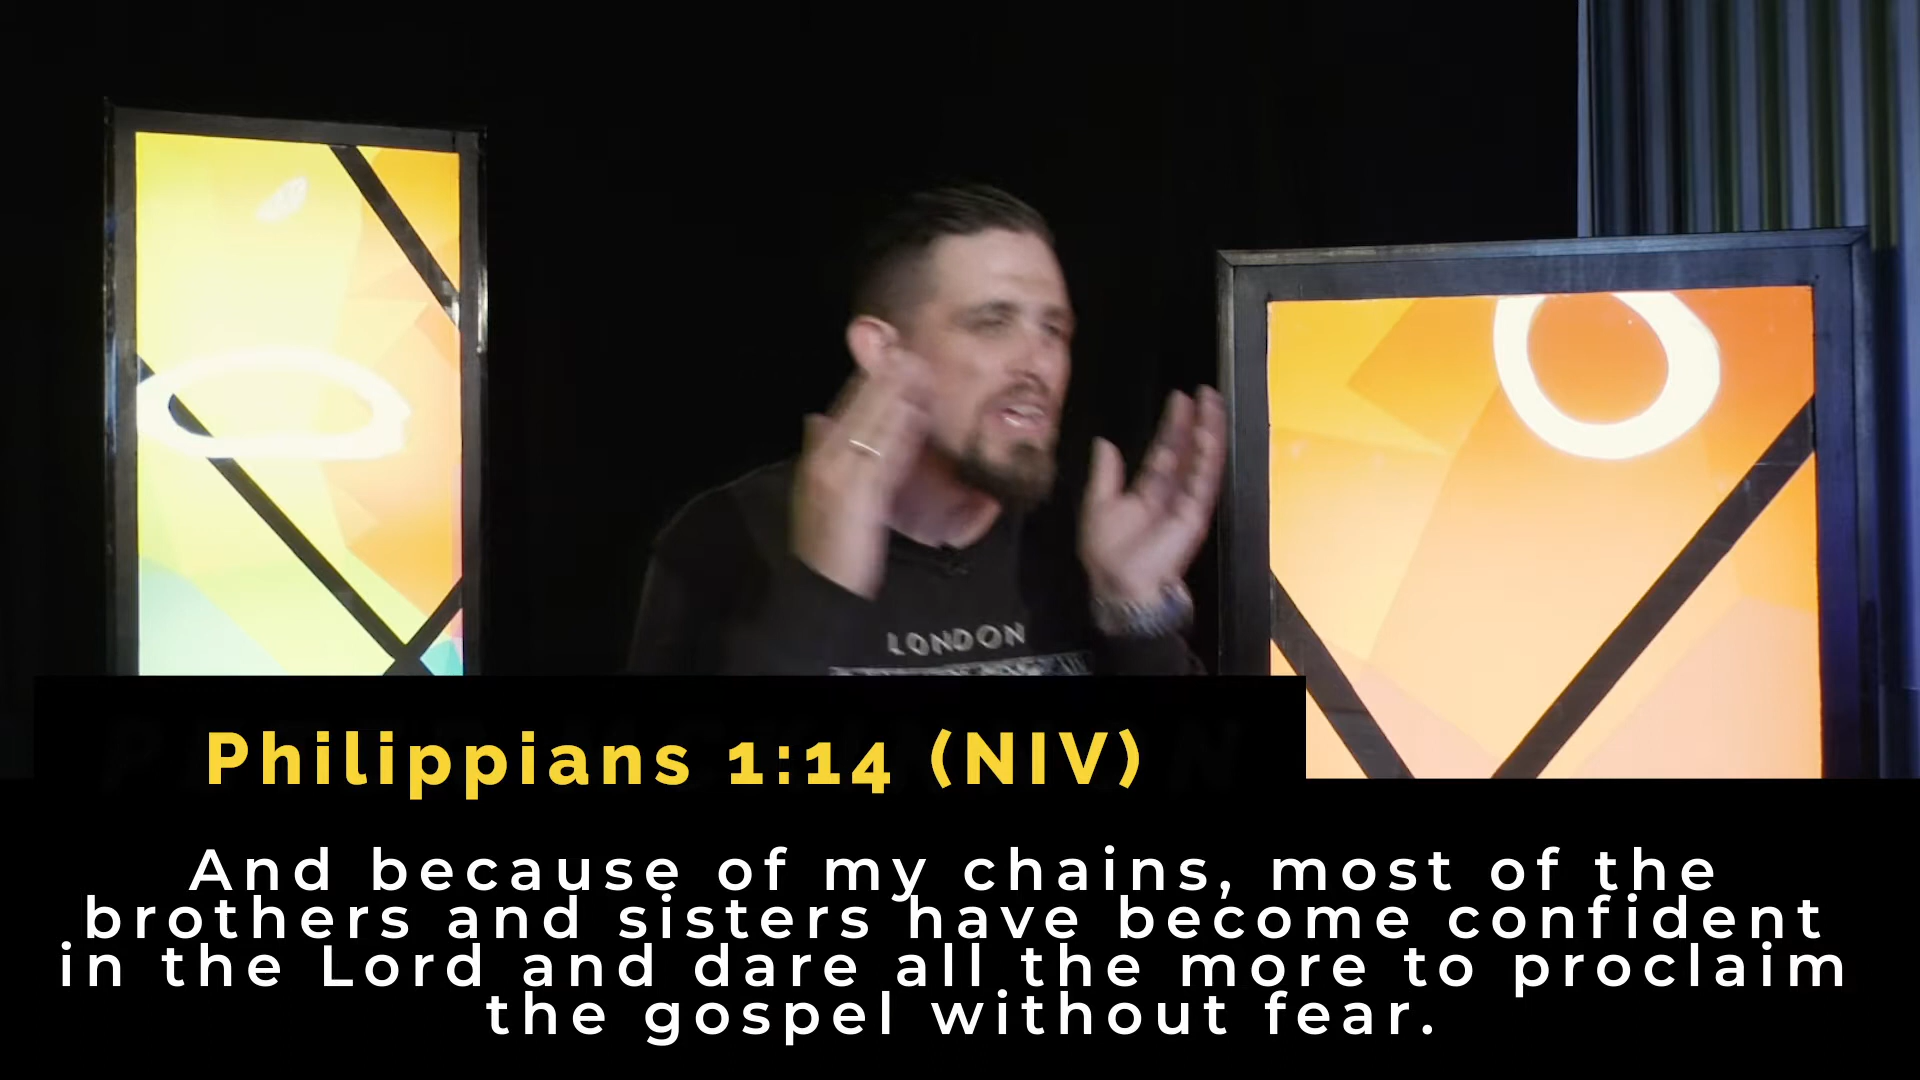 LONDON
Philippians 1:14 (NIV)
And because of my chains, most of the
brothers and sisters have become confident
in the Lord and dare all the more to proclaim
the gospel without fear.